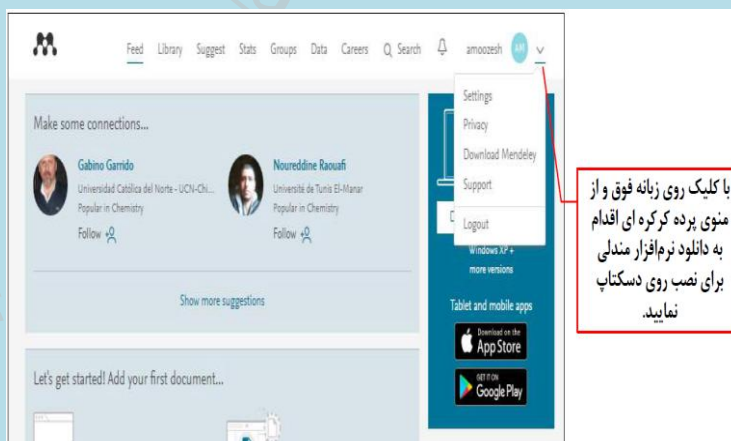 Feed Library Suggest Stats Groups Data Careers Search amoozesh AM
Settings
Privacy
Download Mendeley
Support
Logout
Make some connections...
Gabino Garrido
Universidad Católica del Norte - UCN-Chi...
Popular in Chemistry
Follow
Noureddine Raouafi
Université de Tunis El-Manar
Popular in Chemistry
Follow
Show more suggestions
Windows XP +
more versions
Tablet and mobile apps
Download on the
App Store
GET IT ON
Google Play
Let's get started! Add your first document...
با کلیک روی زبانه فوق و از
منوی پرده کرکره ای اقدام
به دانلود نرم‌افزار مندلی
برای نصب روی دسکتاپ
نمایید.